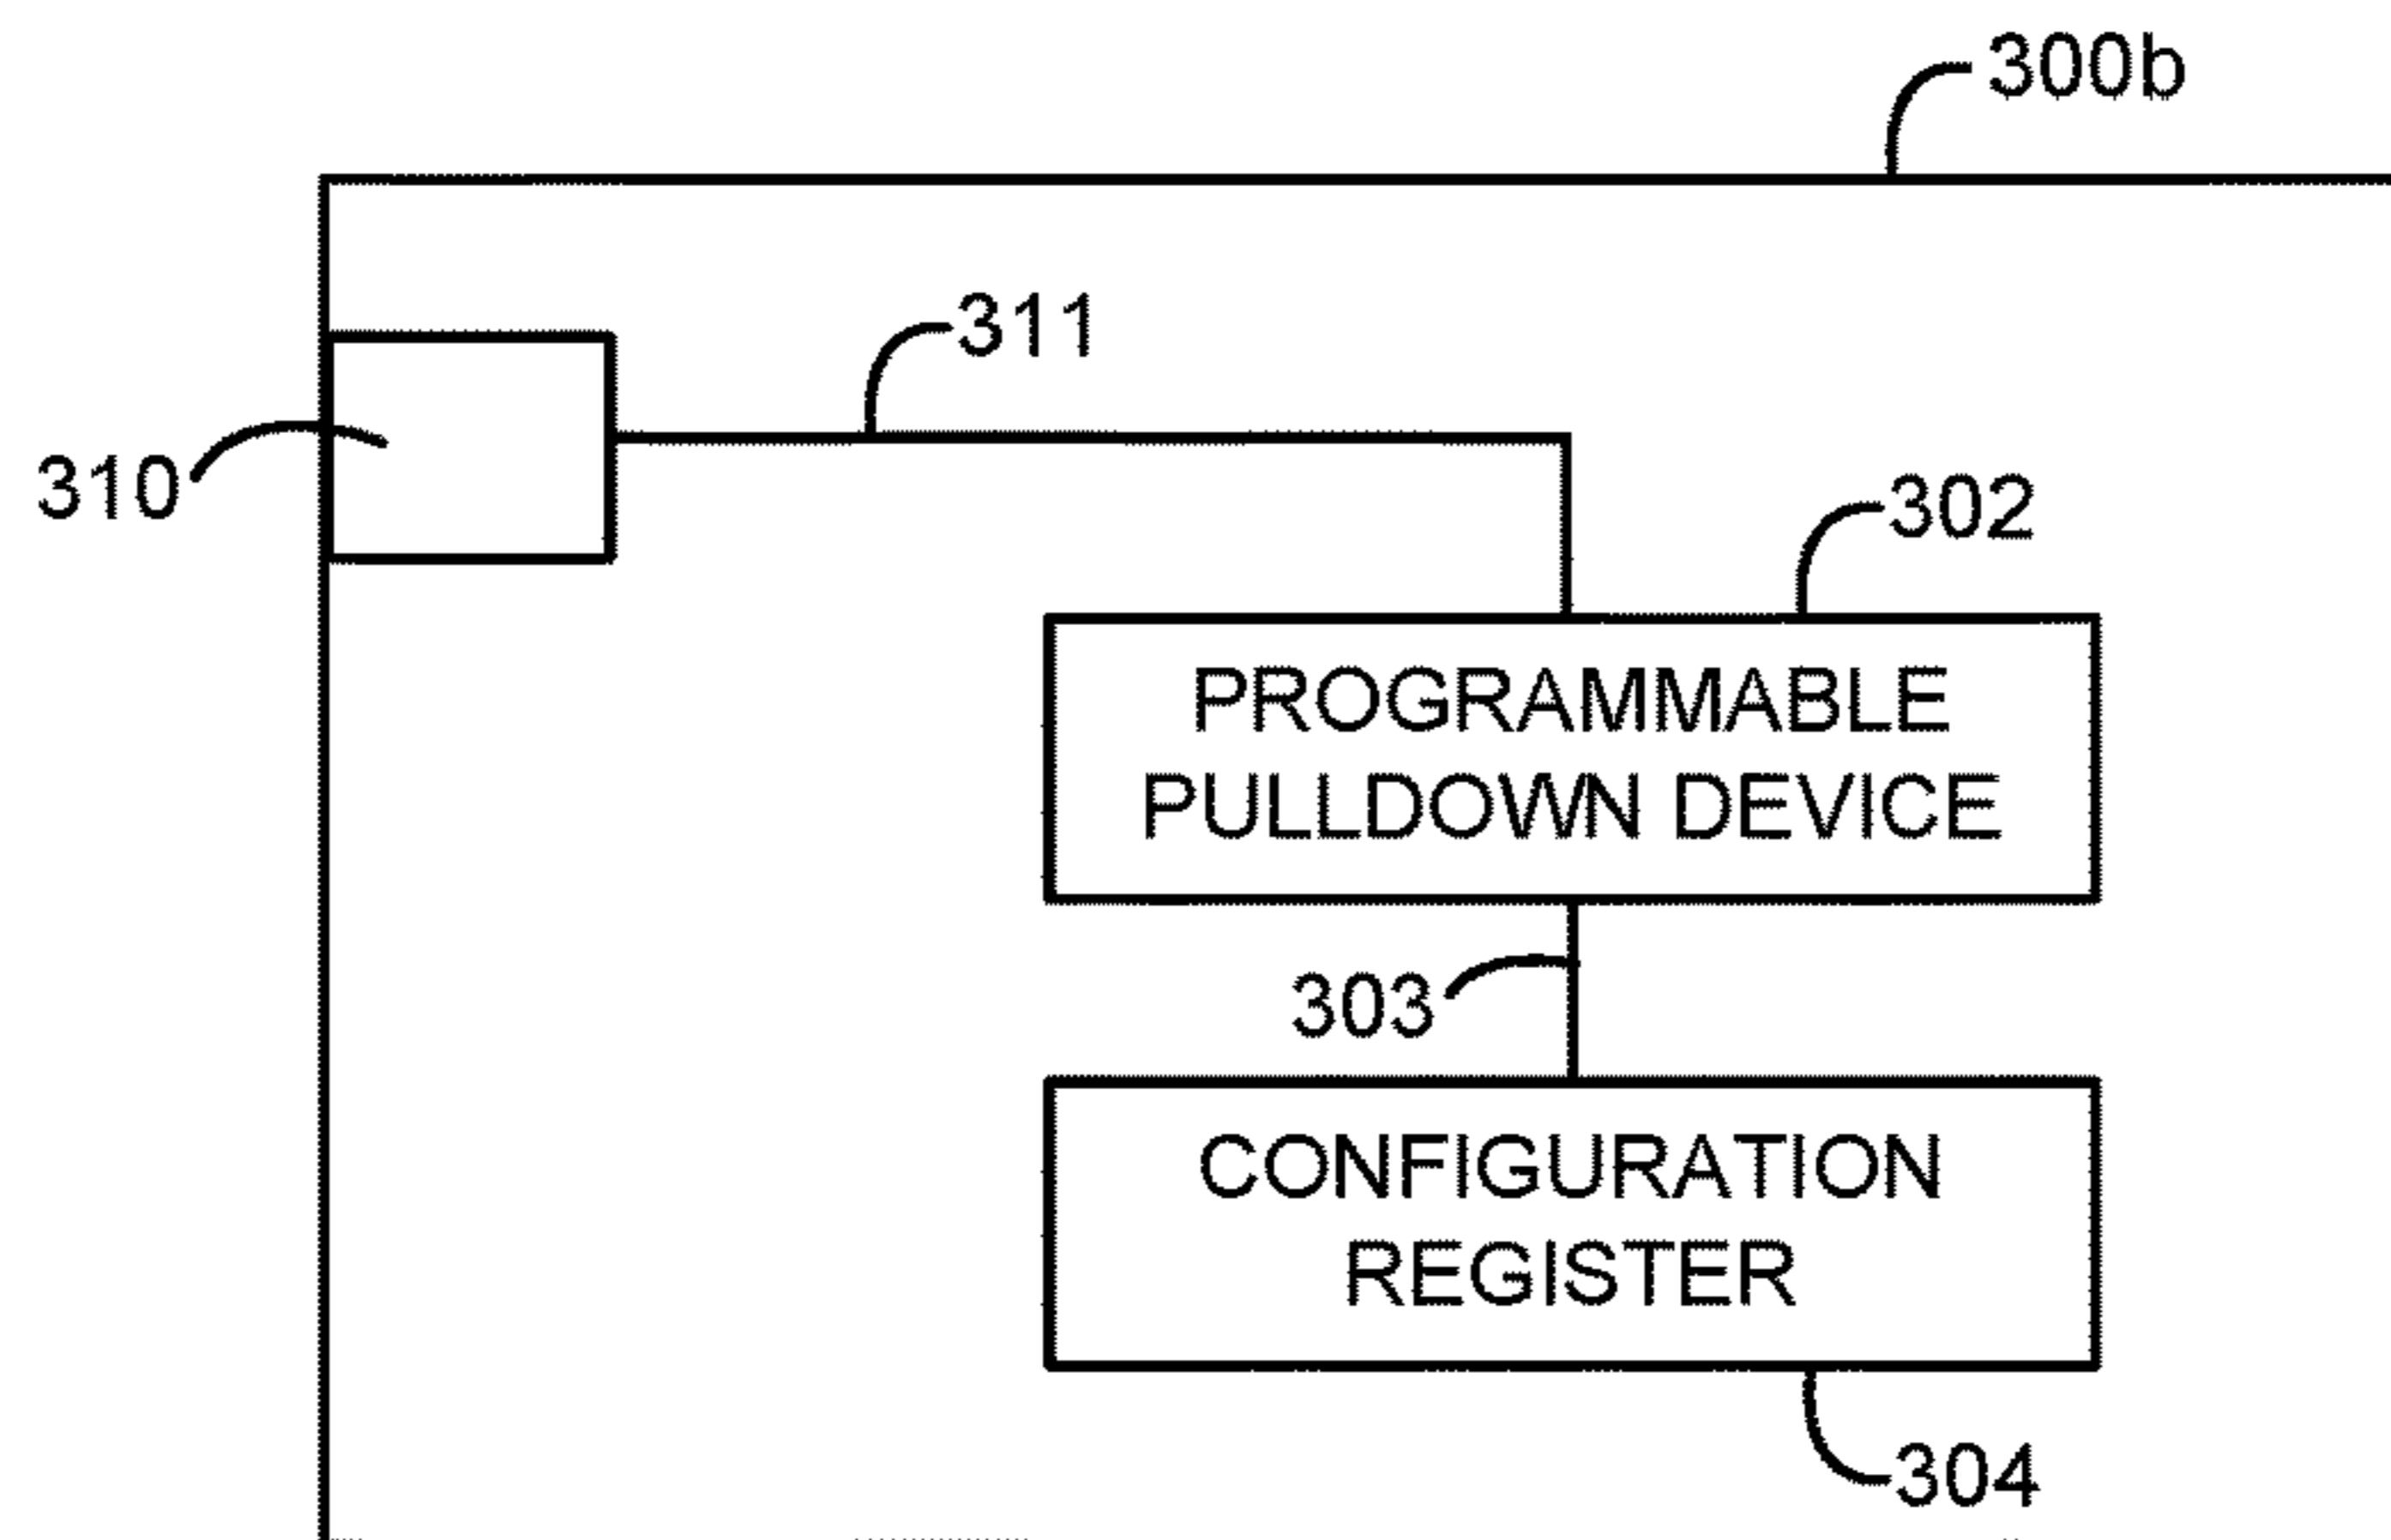 300b
311
310
302
PROGRAMMABLE
PULLDOWN DEVICE
303
CONFIGURATION
REGISTER
304